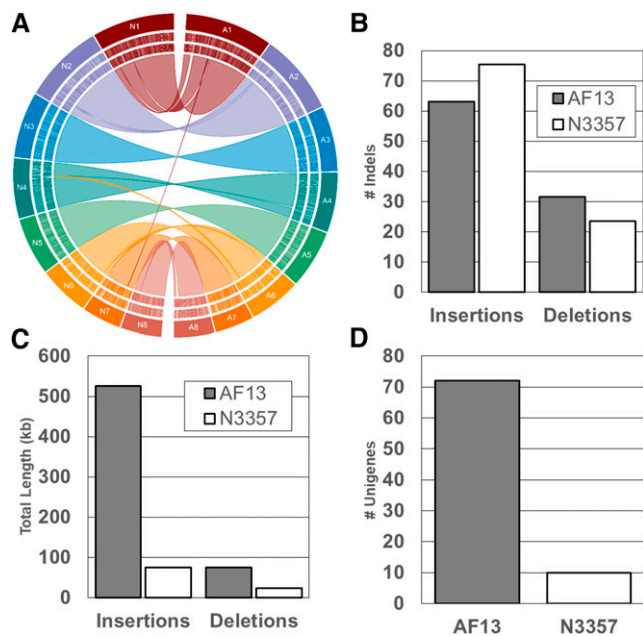 A
N1
A1
N2
A2
N3
A3
N4
A4
N5
A5
N6
A6
N7
A7
N8
A8
B
# Indels
80
70
60
50
40
30
20
10
0
AF13
N3357
Insertions
Deletions
C
Total Length (kb)
600
500
400
300
200
100
0
AF13
N3357
Insertions
Deletions
D
# Unigenes
80
70
60
50
40
30
20
10
0
AF13
N3357